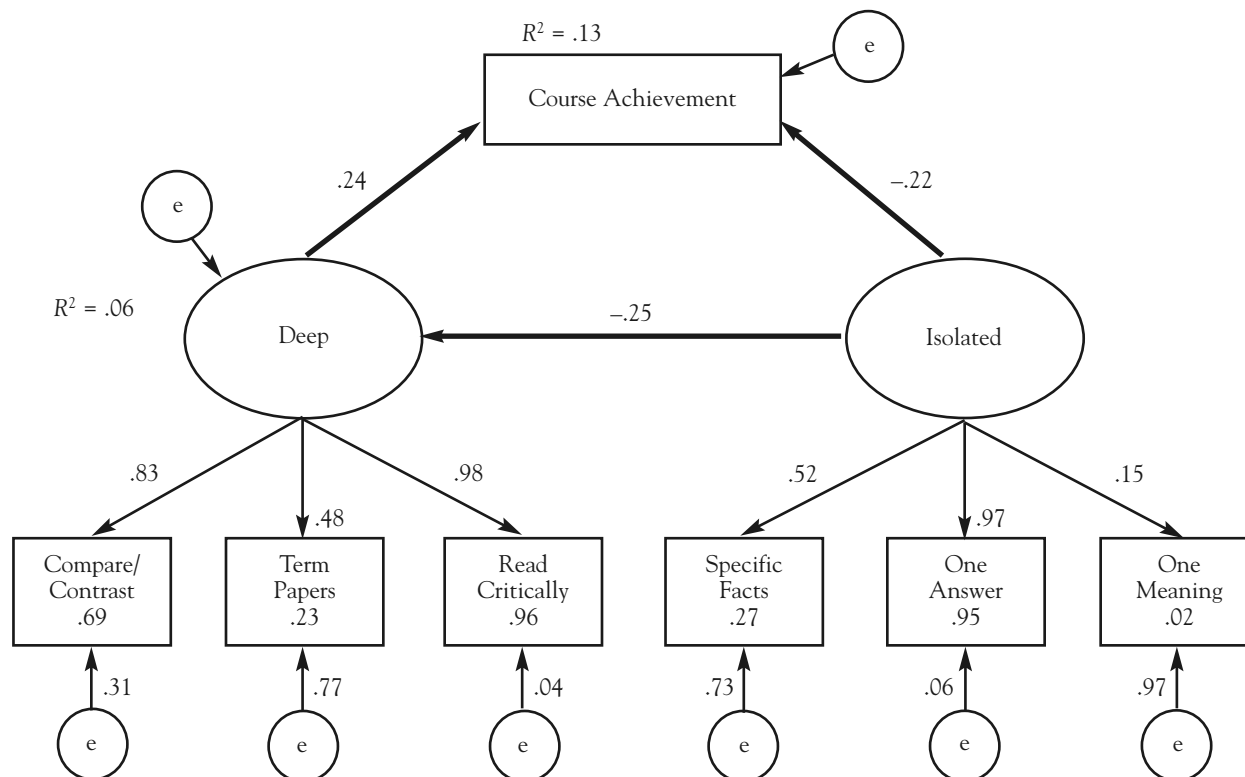 R² = .13
e
Course Achievement
.24
–.22
e
R² = .06
Deep
–.25
Isolated
.83
.48
.98
.52
.97
.15
Compare/
Contrast
.69
Term
Papers
.23
Read
Critically
.96
Specific
Facts
.27
One
Answer
.95
One
Meaning
.02
.31
.77
.04
.73
.06
.97
e
e
e
e
e
e